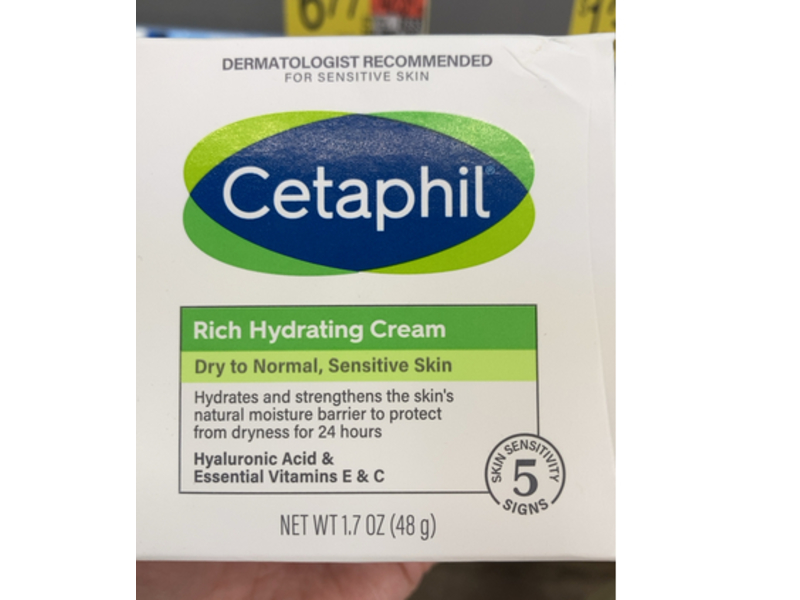 DERMATOLOGIST RECOMMENDED
FOR SENSITIVE SKIN
Cetaphil
Rich Hydrating Cream
Dry to Normal, Sensitive Skin
Hydrates and strengthens the skin's
natural moisture barrier to protect
from dryness for 24 hours
Hyaluronic Acid &
Essential Vitamins E & C
SKIN SENSITIVITY
5
SIGNS
NET WT 1.7 OZ (48 g)